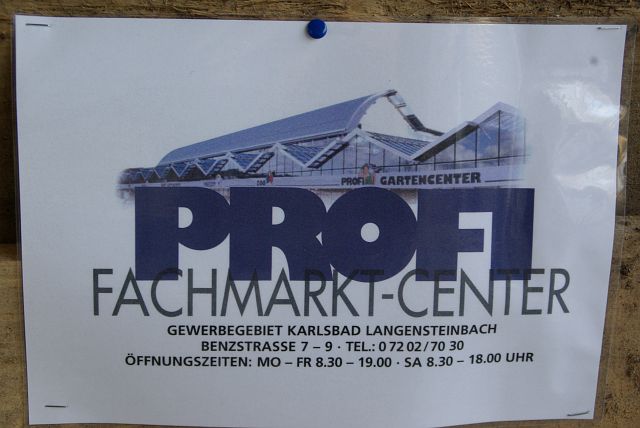 PROFI GARTENCENTER
PROFI
FACHMARKT-CENTER
GEWERBEGEBIET KARLSBAD LANGENSTEINBACH
BENZSTRASSE 7 – 9 · TEL.: 0 72 02 / 70 30
ÖFFNUNGSZEITEN: MO – FR 8.30 – 19.00 · SA 8.30 – 18.00 UHR